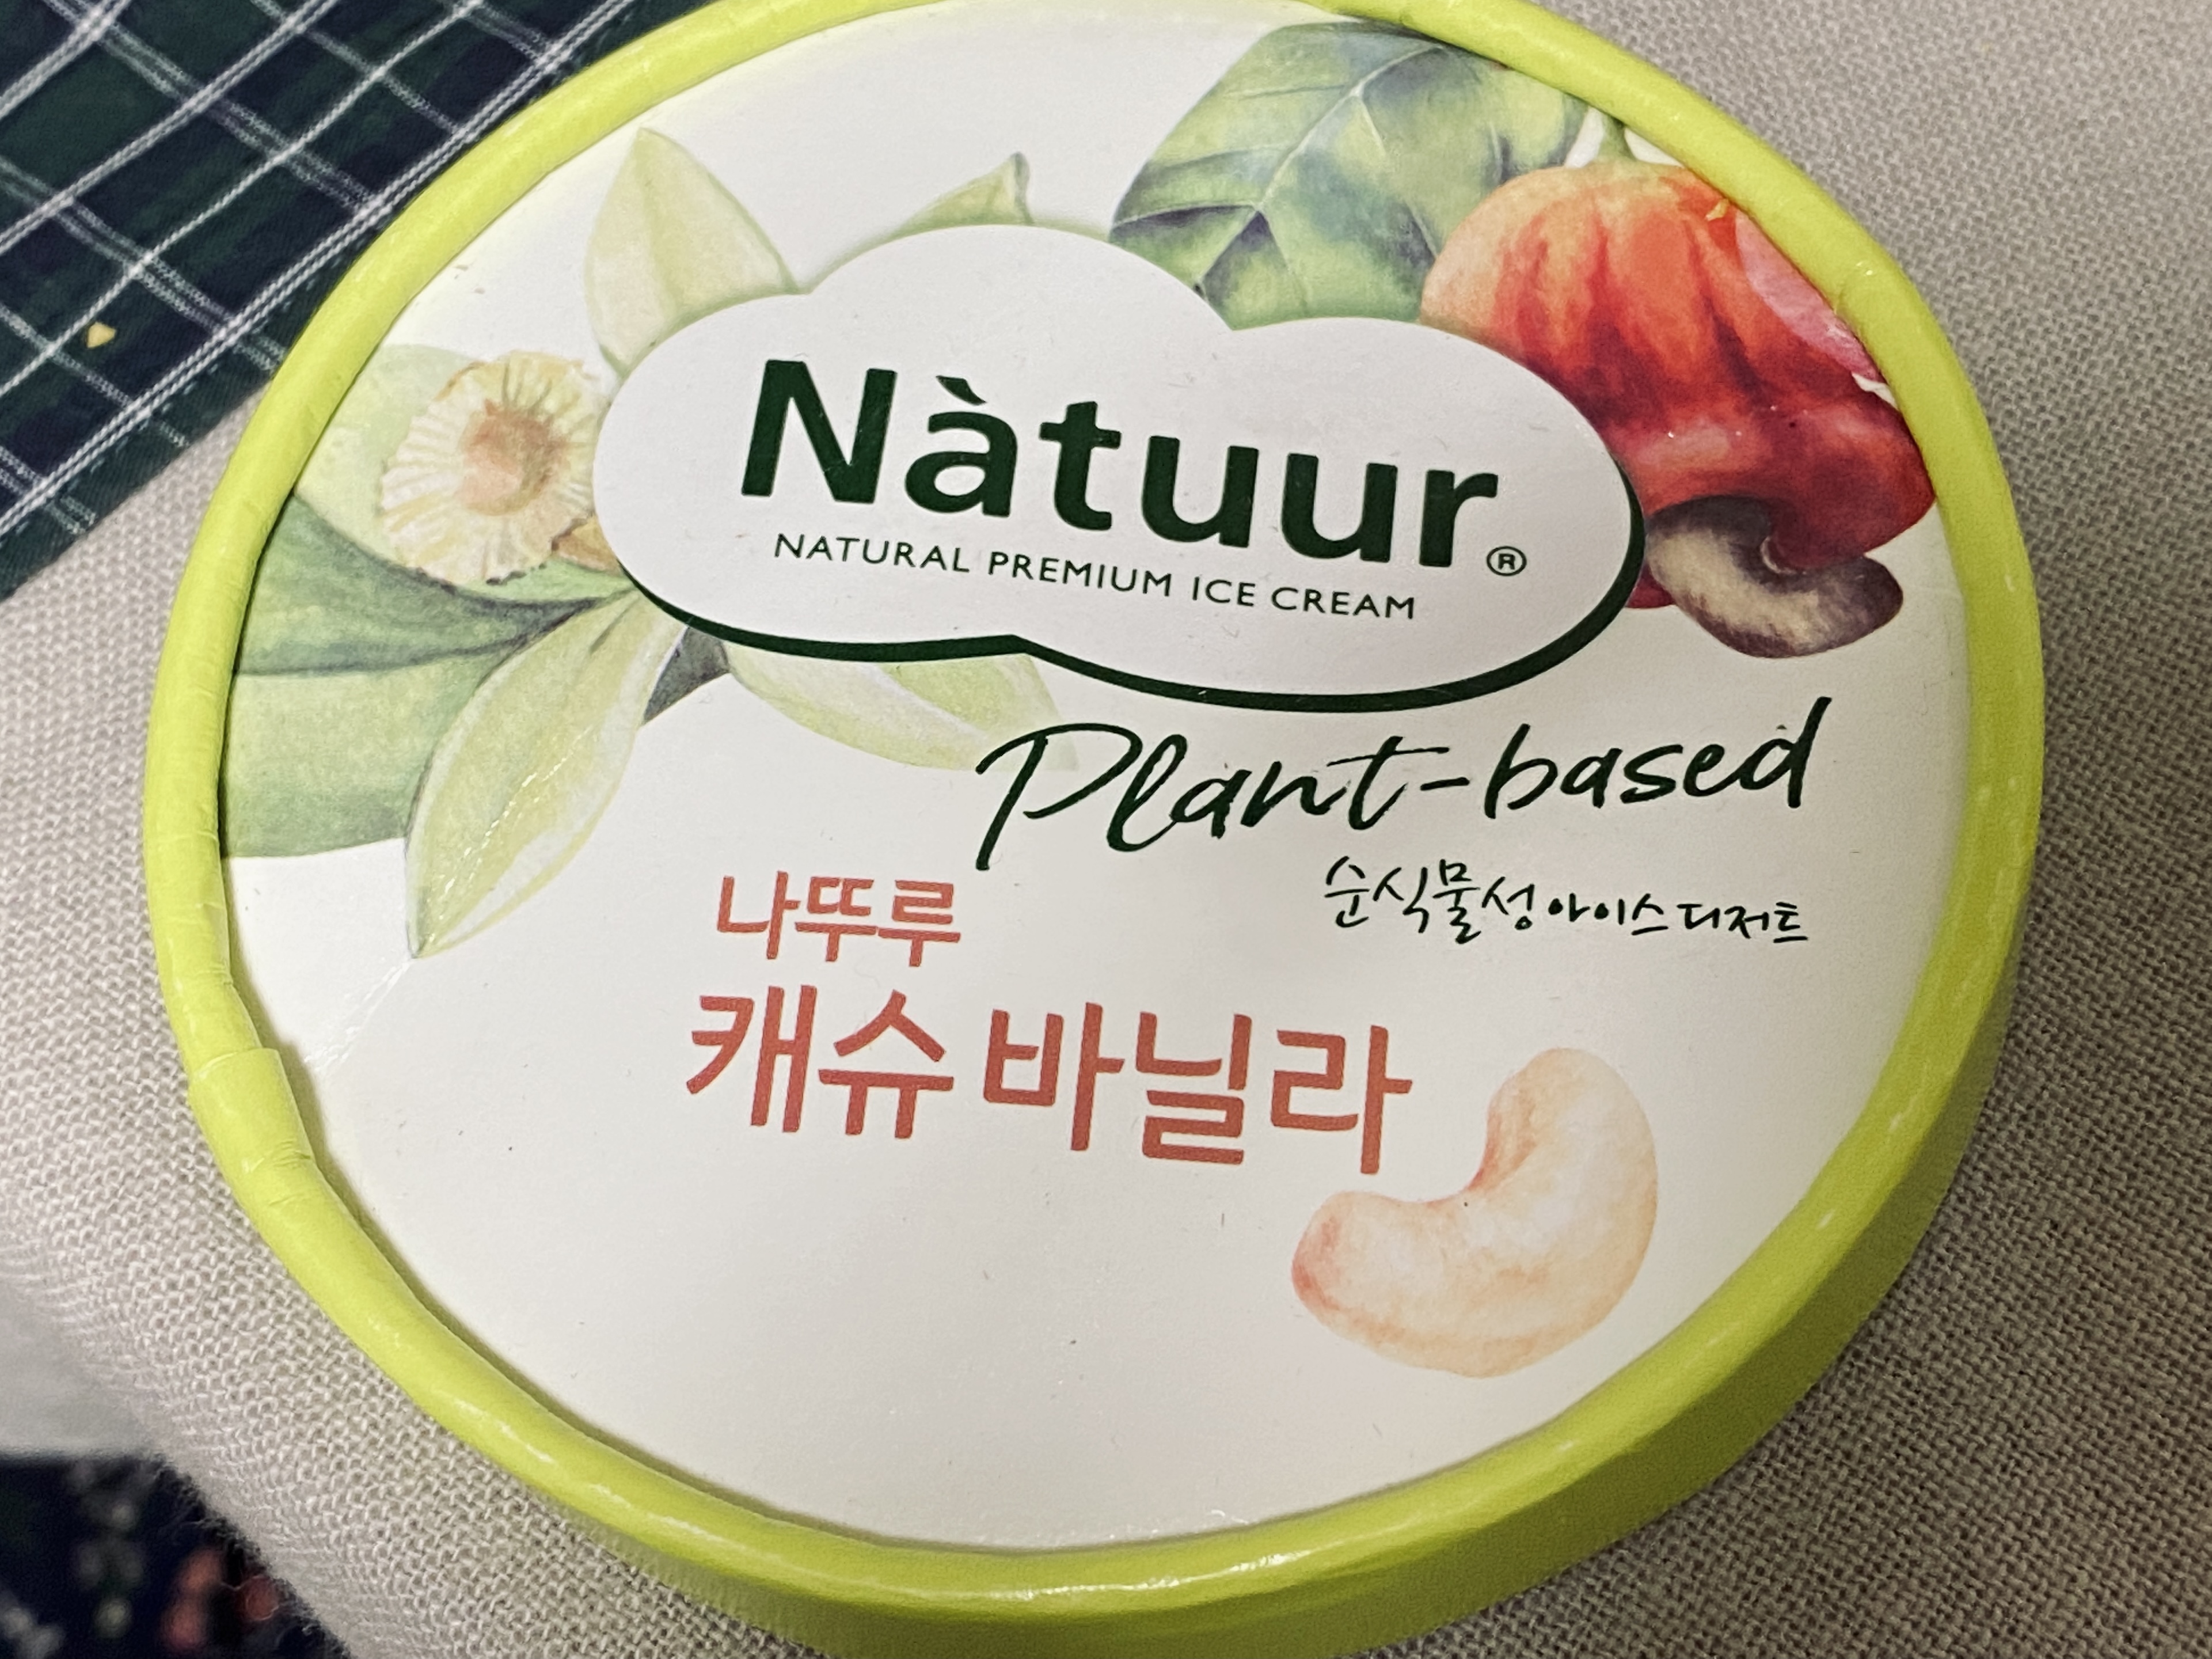 Nàtuur®
NATURAL PREMIUM ICE CREAM
Plant-based
순식물성 아이스 디저트
나뚜루
캐슈 바닐라